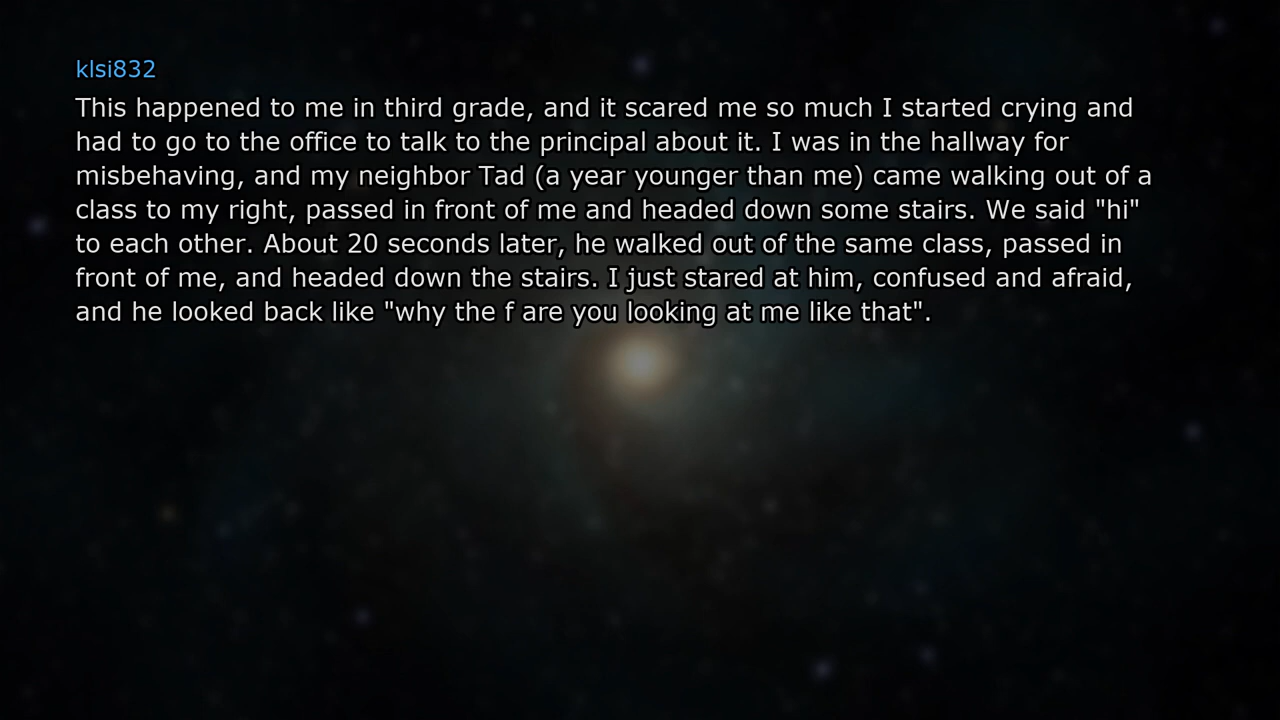 klsi832
This happened to me in third grade, and it scared me so much I started crying and
had to go to the office to talk to the principal about it. I was in the hallway for
misbehaving, and my neighbor Tad (a year younger than me) came walking out of a
class to my right, passed in front of me and headed down some stairs. We said "hi"
to each other. About 20 seconds later, he walked out of the same class, passed in
front of me, and headed down the stairs. I just stared at him, confused and afraid,
and he looked back like "why the f are you looking at me like that".